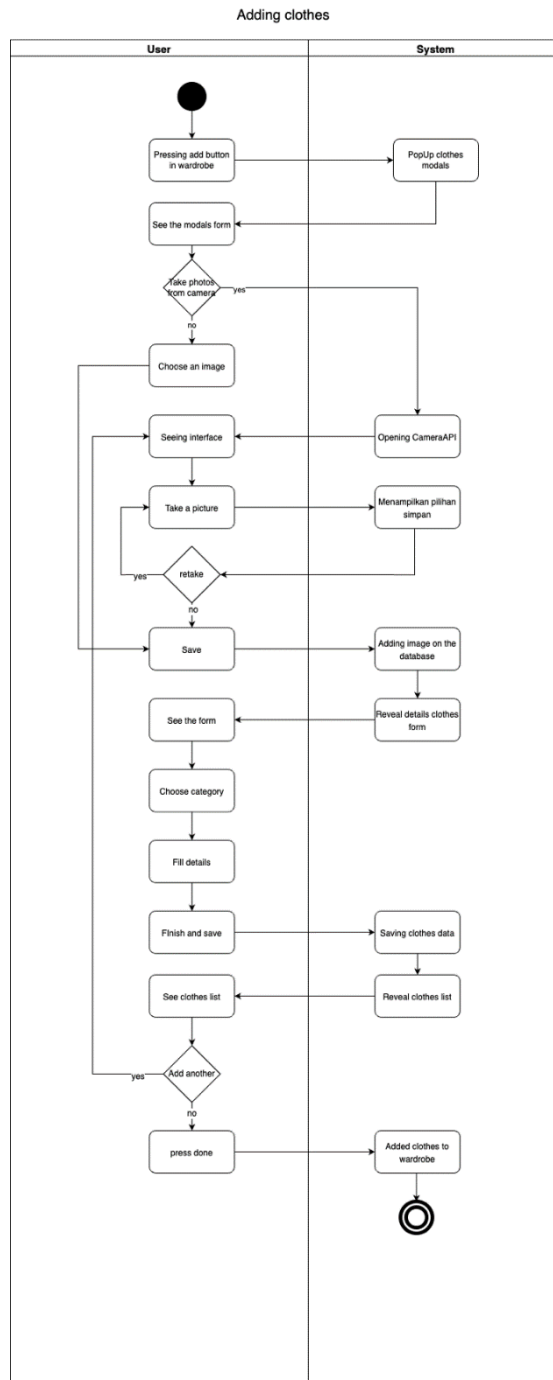 Adding clothes
User
System
Pressing add button
in wardrobe
PopUp clothes
modals
See the modals form
Take photos
from camera
yes
no
Choose an image
Seeing interface
Opening CameraAPI
Take a picture
Menampilkan pilihan
simpan
retake
yes
no
Save
Adding image on the
database
See the form
Reveal details clothes
form
Choose category
Fill details
FInish and save
Saving clothes data
See clothes list
Reveal clothes list
Add another
yes
no
press done
Added clothes to
wardrobe